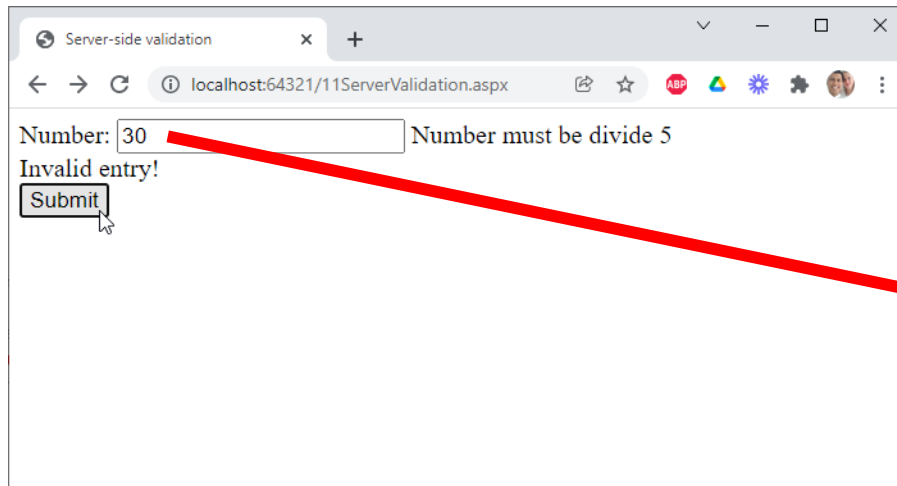 Server-side validation
localhost:64321/11ServerValidation.aspx
ABP
Number: 30 Number must be divide 5
Invalid entry!
Submit